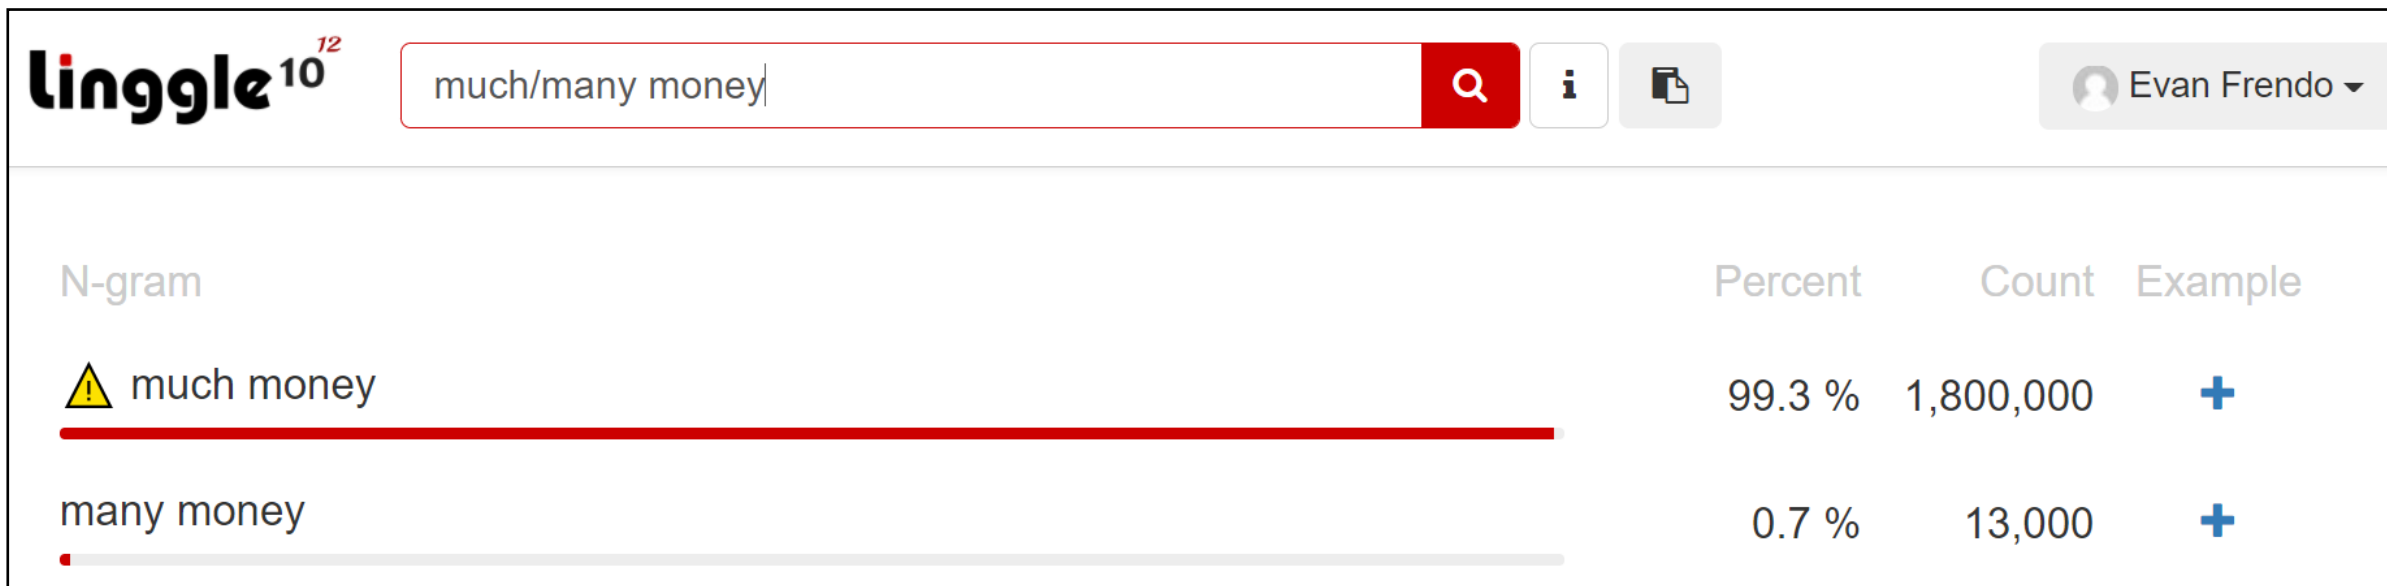 linggle 10 12
much/many money
Evan Frendo
N-gram Percent Count Example
much money 99.3 % 1,800,000
many money 0.7 % 13,000